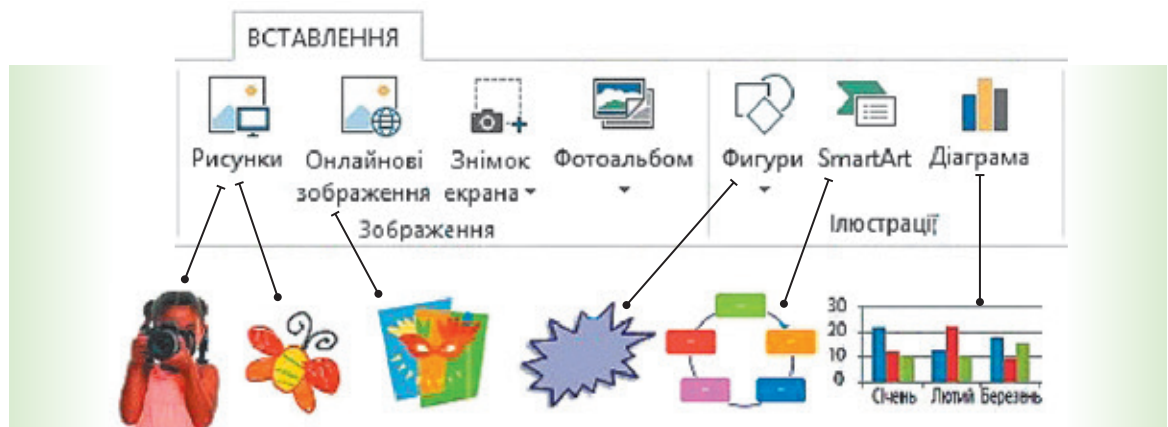 ВСТАВЛЕННЯ
Рисунки Онлайнові зображення Знімок екрана Фотоальбом Фигури SmartArt Діаграма
Зображення Ілюстрації
30
20
10
0
Січень Лютий Березень